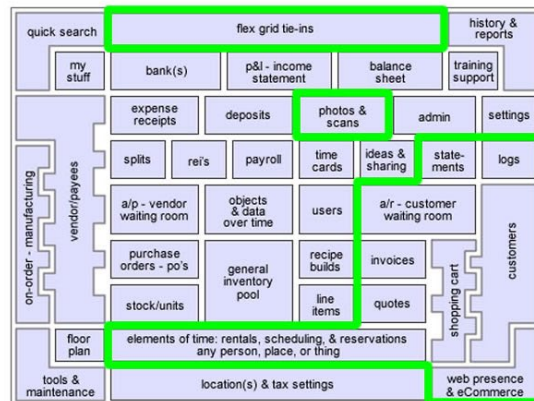 quick search
flex grid tie-ins
history &
reports
my
stuff
bank(s)
p&l - income
statement
balance
sheet
training
support
expense
receipts
deposits
photos &
scans
admin
settings
splits
rei's
payroll
time
cards
ideas &
sharing
state-
ments
logs
on-order - manufacturing
vendor/payees
a/p - vendor
waiting room
objects
& data
over time
users
a/r - customer
waiting room
purchase
orders - po's
general
inventory
pool
recipe
builds
invoices
shopping cart
customers
stock/units
line
items
quotes
floor
plan
elements of time: rentals, scheduling, & reservations
any person, place, or thing
tools &
maintenance
location(s) & tax settings
web presence
& eCommerce